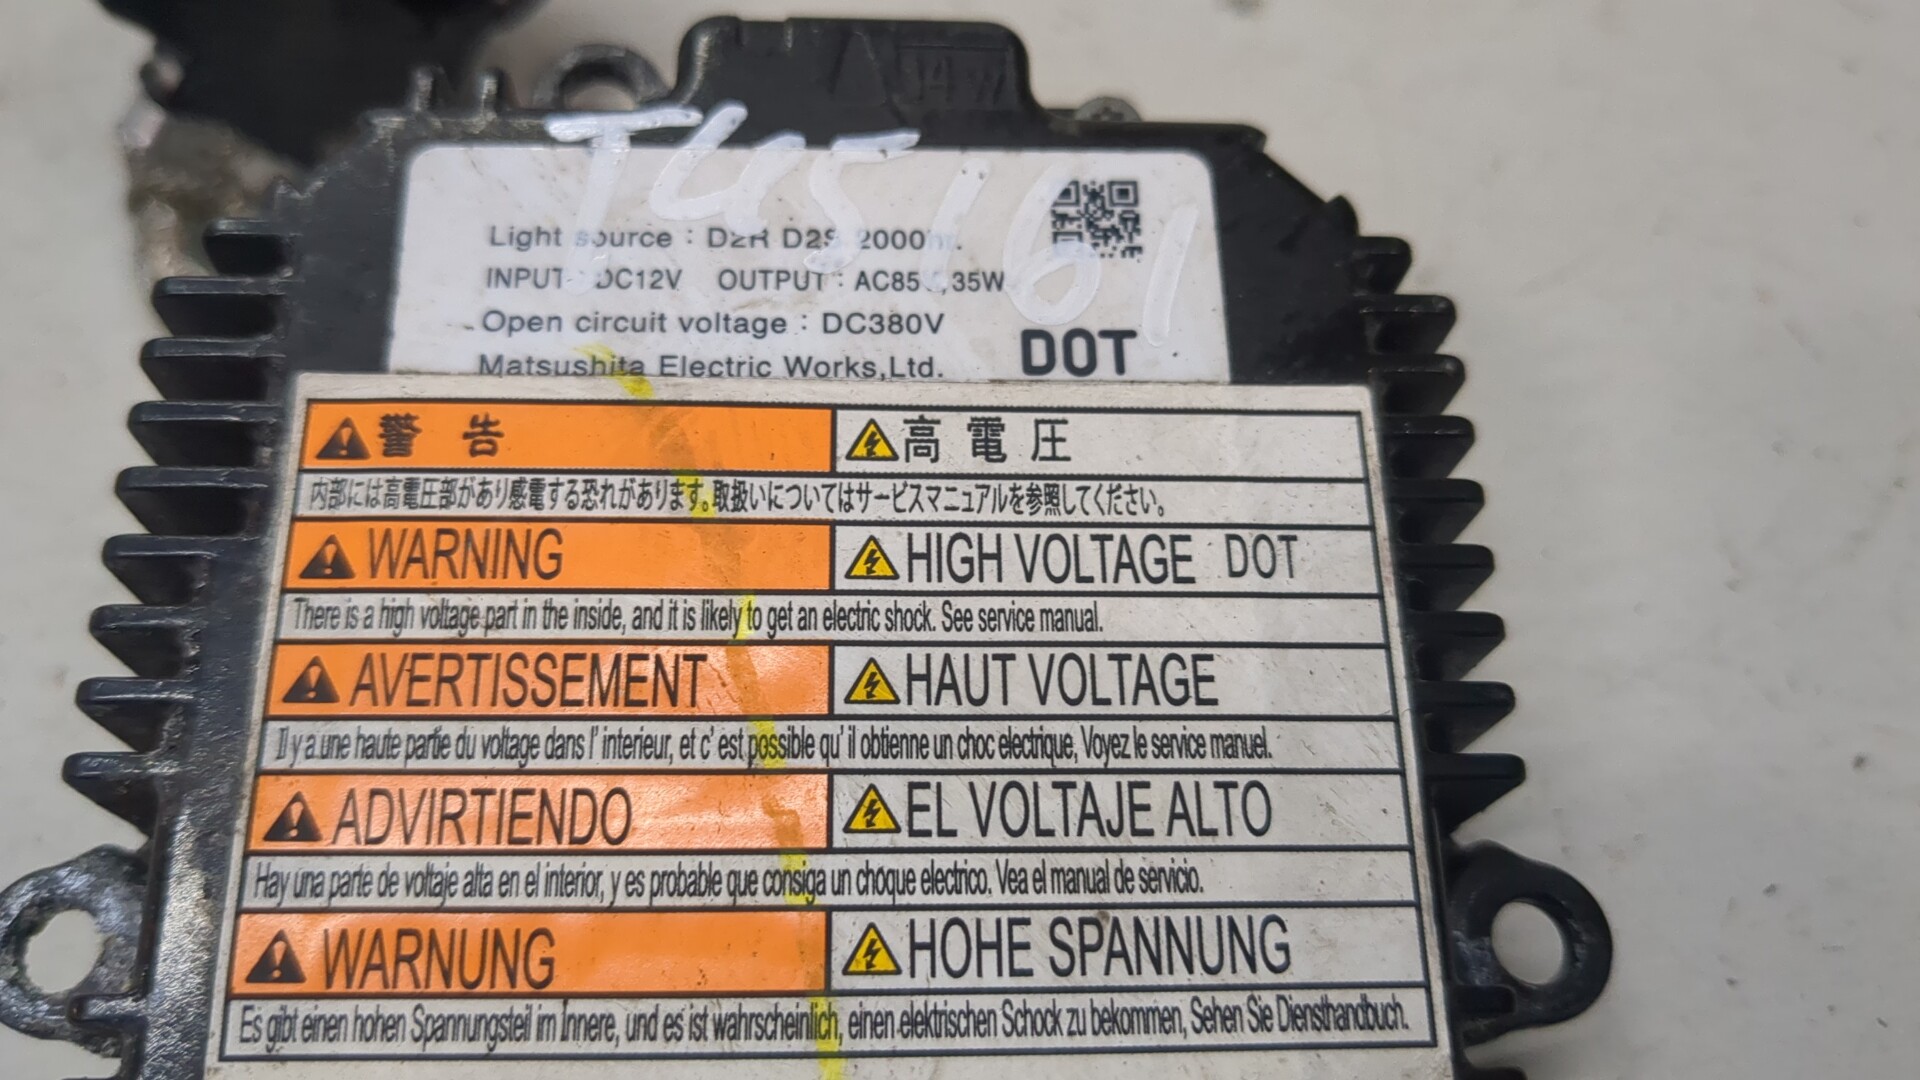 14 W
T45161
Light source : D2R D2S 2000hr.
INPUT : DC12V OUTPUT : AC85V,35W
Open circuit voltage : DC380V
Matsushita Electric Works,Ltd. DOT
警告 高電圧
内部には高電圧部があり感電する恐れがあります。取扱いについてはサービスマニュアルを参照してください。
WARNING HIGH VOLTAGE DOT
There is a high voltage part in the inside, and it is likely to get an electric shock. See service manual.
AVERTISSEMENT HAUT VOLTAGE
Il y a une haute partie du voltage dans l' interieur, et c' est possible qu' il obtienne un choc electrique, Voyez le service manuel.
ADVIRTIENDO EL VOLTAJE ALTO
Hay una parte de voltaje alta en el interior, y es probable que consiga un choque electrico. Vea el manual de servicio.
WARNUNG HOHE SPANNUNG
Es gibt einen hohen Spannungsteil im Innere, und es ist wahrscheinlich, einen elektrischen Schock zu bekommen, Sehen Sie Diensthandbuch.